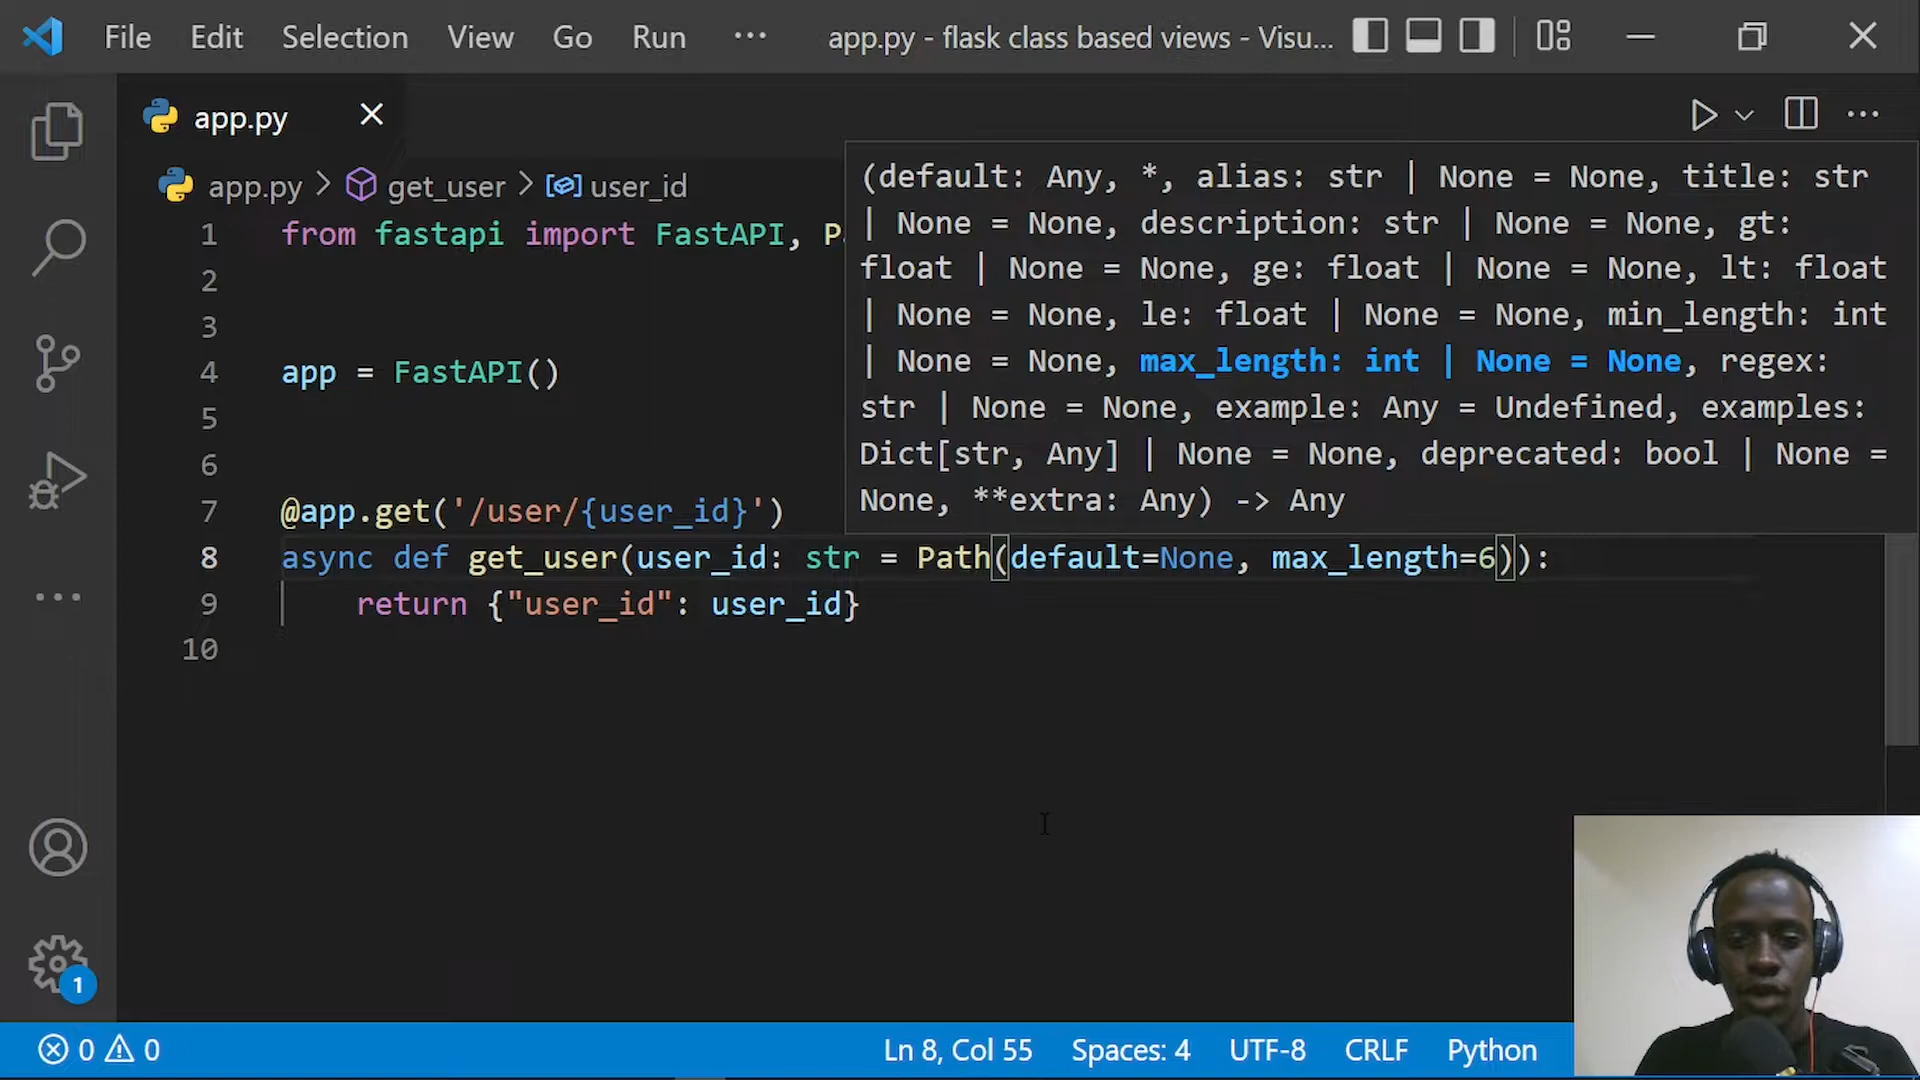 File Edit Selection View Go Run ··· app.py - flask class based views - Visu...
app.py
app.py > get_user > user_id
(default: Any, *, alias: str | None = None, title: str
| None = None, description: str | None = None, gt:
float | None = None, ge: float | None = None, lt: float
| None = None, le: float | None = None, min_length: int
| None = None, max_length: int | None = None, regex:
str | None = None, example: Any = Undefined, examples:
Dict[str, Any] | None = None, deprecated: bool | None =
None, **extra: Any) -> Any
1 from fastapi import FastAPI, P
2
3
4 app = FastAPI()
5
6
7 @app.get('/user/{user_id}')
8 async def get_user(user_id: str = Path(default=None, max_length=6)):
9 return {"user_id": user_id}
10
1
0 0
Ln 8, Col 55 Spaces: 4 UTF-8 CRLF Python